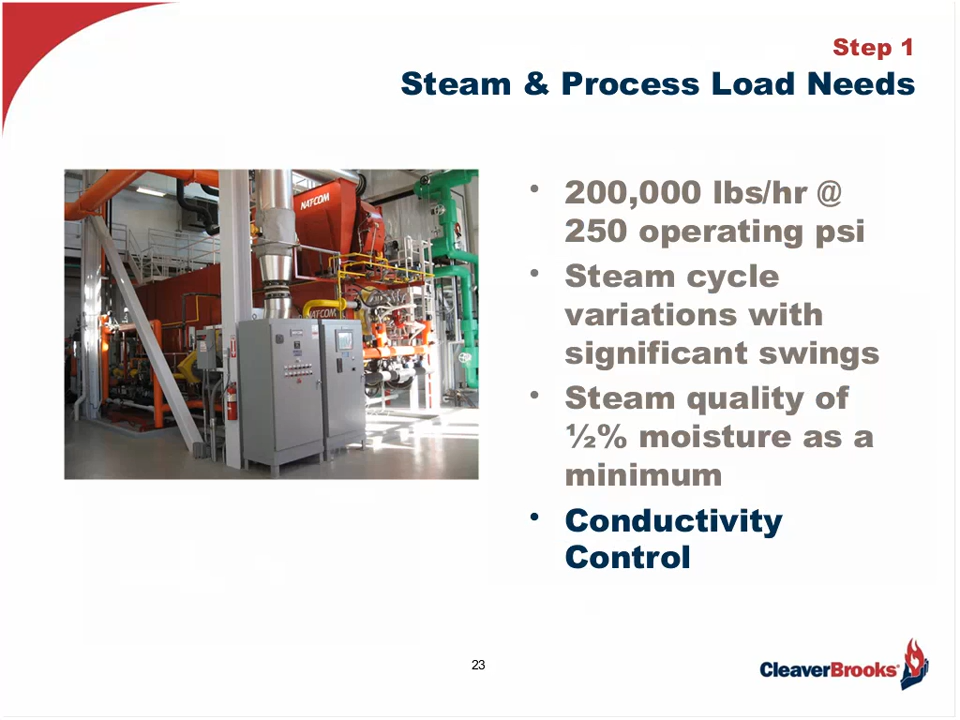 Step 1
Steam & Process Load Needs
NATCOM
NATCOM
• 200,000 lbs/hr @
250 operating psi
• Steam cycle
variations with
significant swings
• Steam quality of
½% moisture as a
minimum
• Conductivity
Control
23
CleaverBrooks